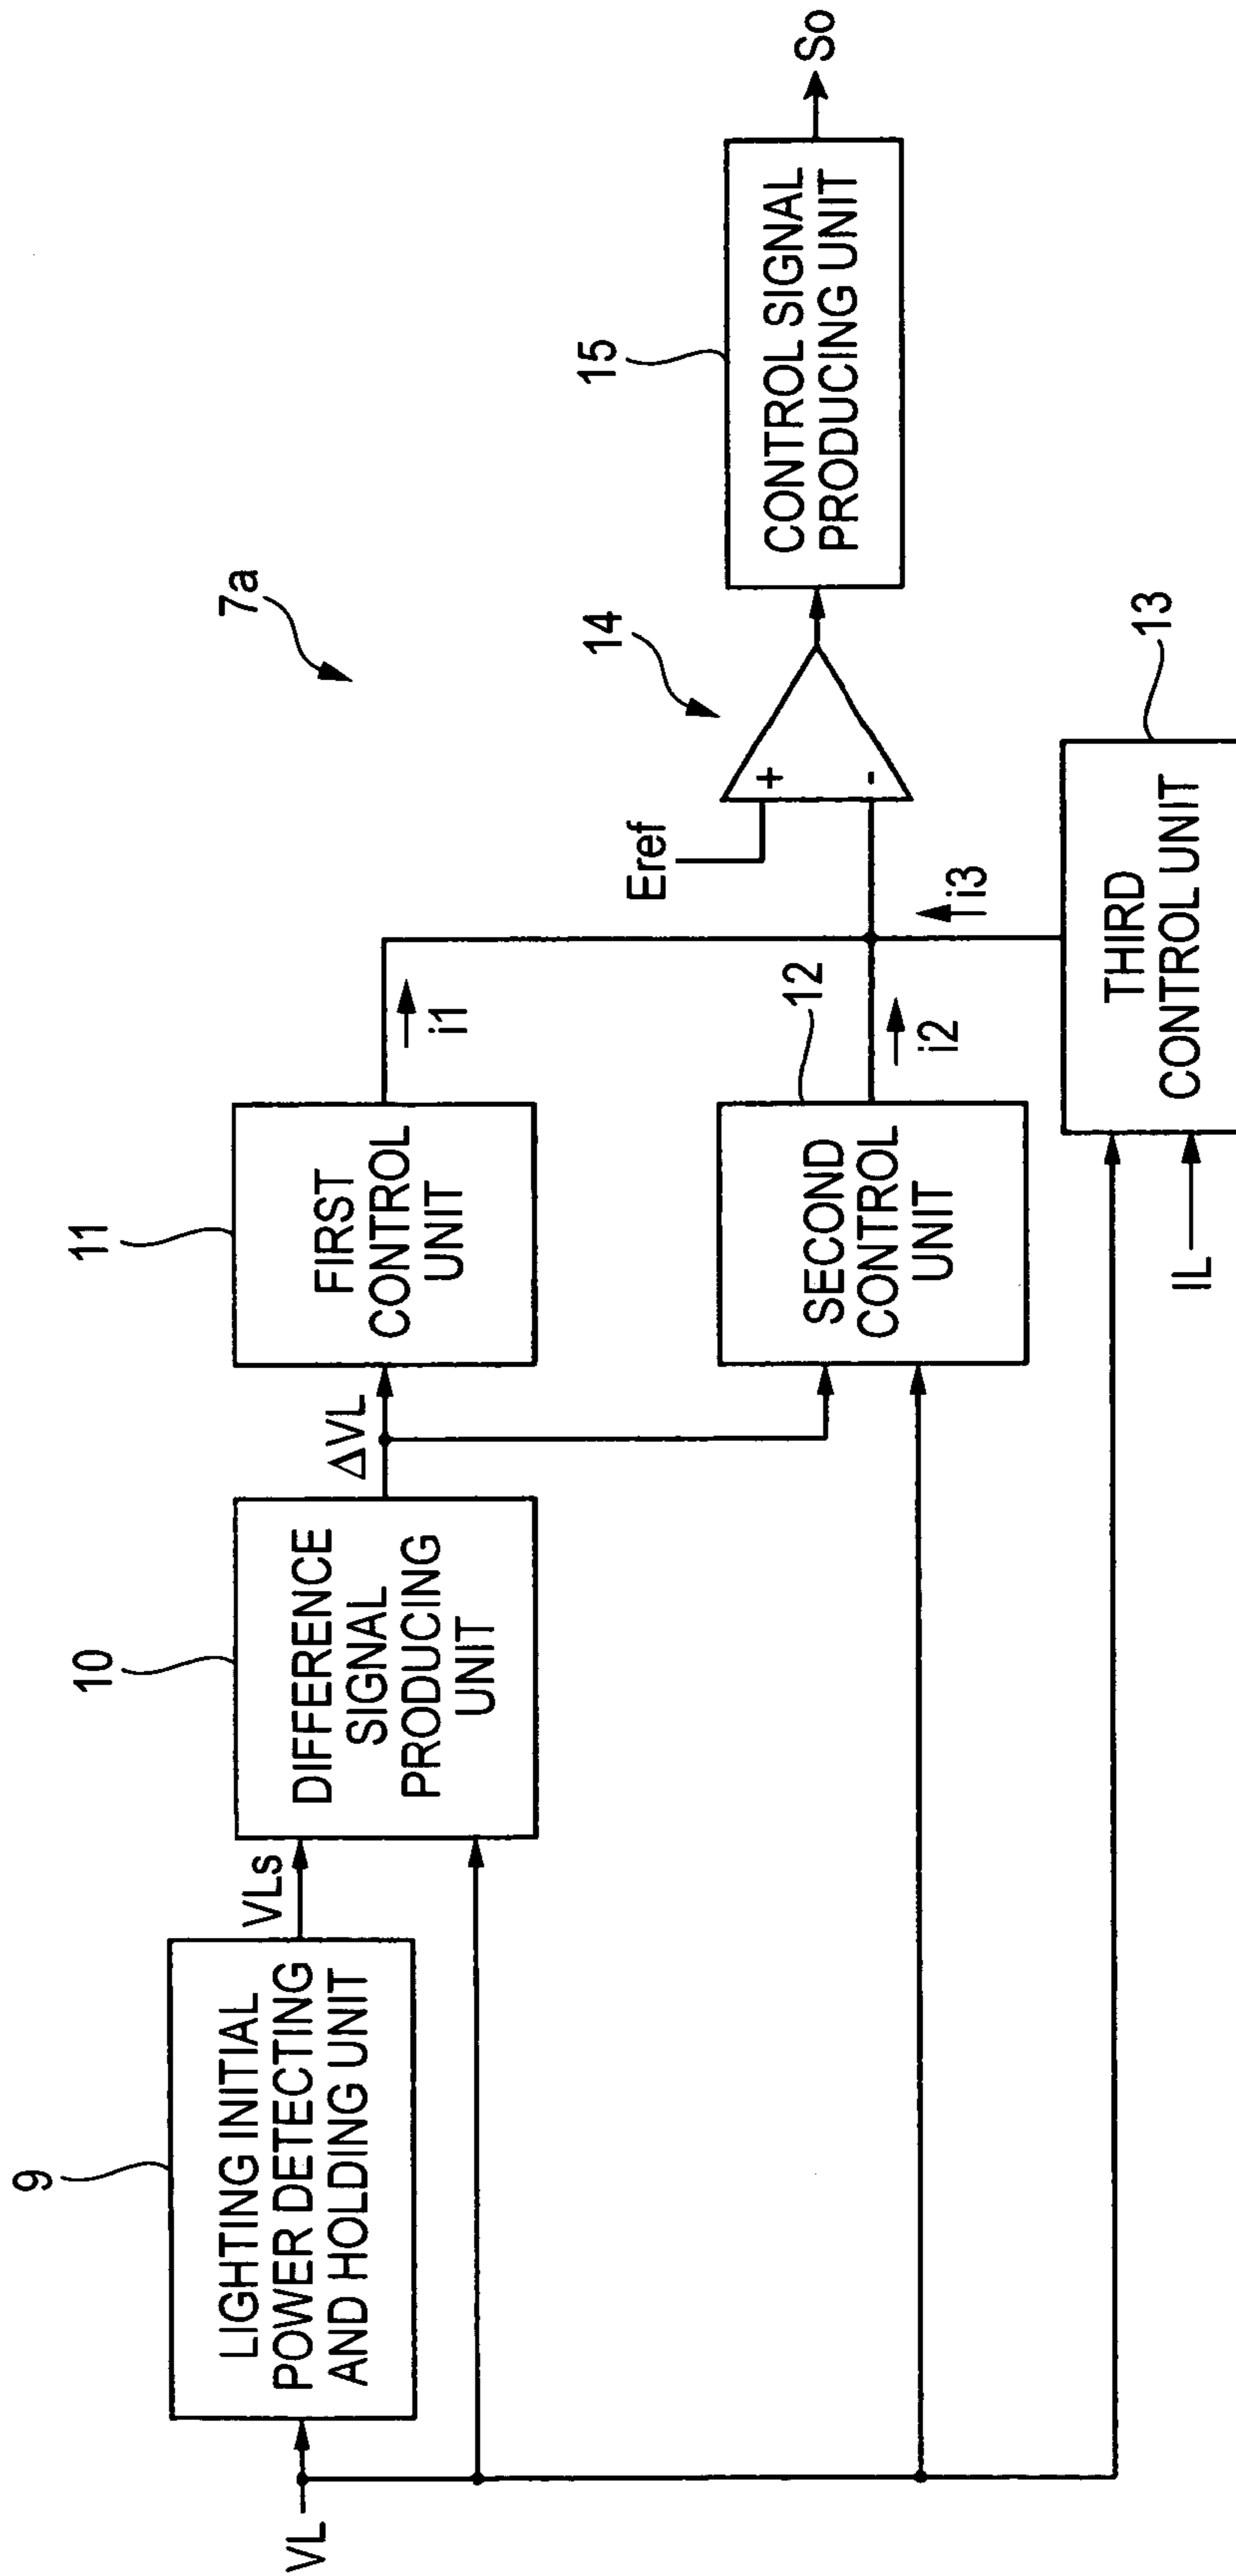 7a
9
LIGHTING INITIAL
POWER DETECTING
AND HOLDING UNIT
VL
VLs
10
DIFFERENCE
SIGNAL
PRODUCING
UNIT
ΔVL
11
FIRST
CONTROL
UNIT
i1
12
SECOND
CONTROL
UNIT
i2
IL
13
THIRD
CONTROL UNIT
i3
Eref
14
+
-
15
CONTROL SIGNAL
PRODUCING UNIT
So